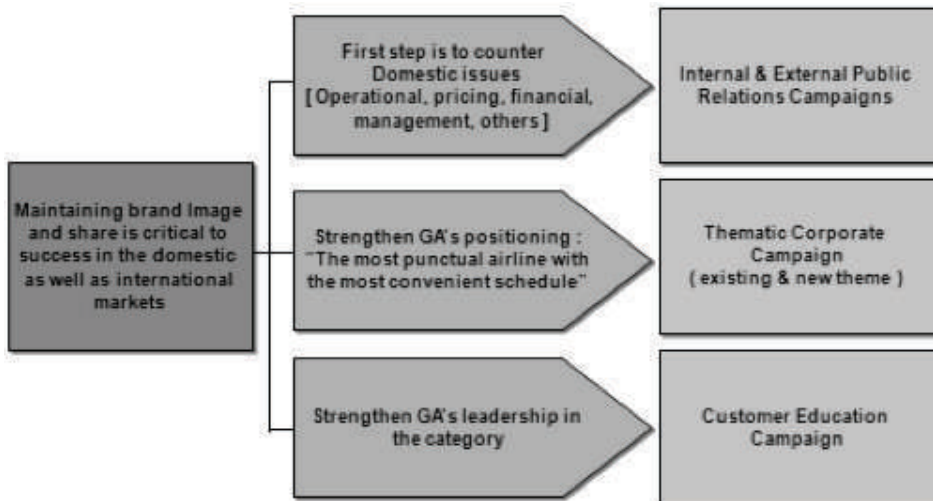 Maintaining brand Image
and share is critical to
success in the domestic
as well as international
markets
First step is to counter
Domestic issues
[ Operational, pricing, financial,
management, others ]
Internal & External Public
Relations Campaigns
Strengthen GA's positioning :
"The most punctual airline with
the most convenient schedule"
Thematic Corporate
Campaign
( existing & new theme )
Strengthen GA's leadership in
the category
Customer Education
Campaign